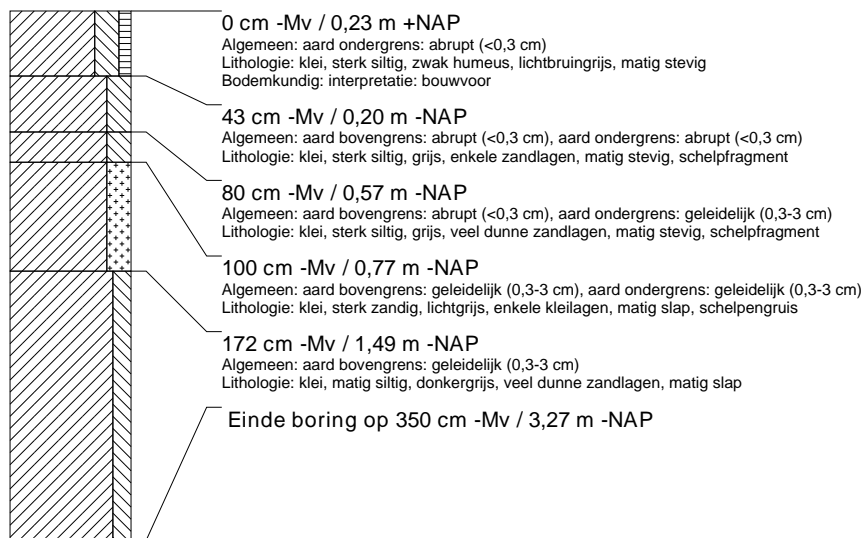 0 cm -Mv / 0,23 m +NAP
Algemeen: aard ondergrens: abrupt (<0,3 cm)
Lithologie: klei, sterk siltig, zwak humeus, lichtbruingrijs, matig stevig
Bodemkundig: interpretatie: bouwvoor
43 cm -Mv / 0,20 m -NAP
Algemeen: aard bovengrens: abrupt (<0,3 cm), aard ondergrens: abrupt (<0,3 cm)
Lithologie: klei, sterk siltig, grijs, enkele zandlagen, matig stevig, schelpfragment
80 cm -Mv / 0,57 m -NAP
Algemeen: aard bovengrens: abrupt (<0,3 cm), aard ondergrens: geleidelijk (0,3-3 cm)
Lithologie: klei, sterk siltig, grijs, veel dunne zandlagen, matig stevig, schelpfragment
100 cm -Mv / 0,77 m -NAP
Algemeen: aard bovengrens: geleidelijk (0,3-3 cm), aard ondergrens: geleidelijk (0,3-3 cm)
Lithologie: klei, sterk zandig, lichtgrijs, enkele kleilagen, matig slap, schelpengruis
172 cm -Mv / 1,49 m -NAP
Algemeen: aard bovengrens: geleidelijk (0,3-3 cm)
Lithologie: klei, matig siltig, donkergrijs, veel dunne zandlagen, matig slap
Einde boring op 350 cm -Mv / 3,27 m -NAP